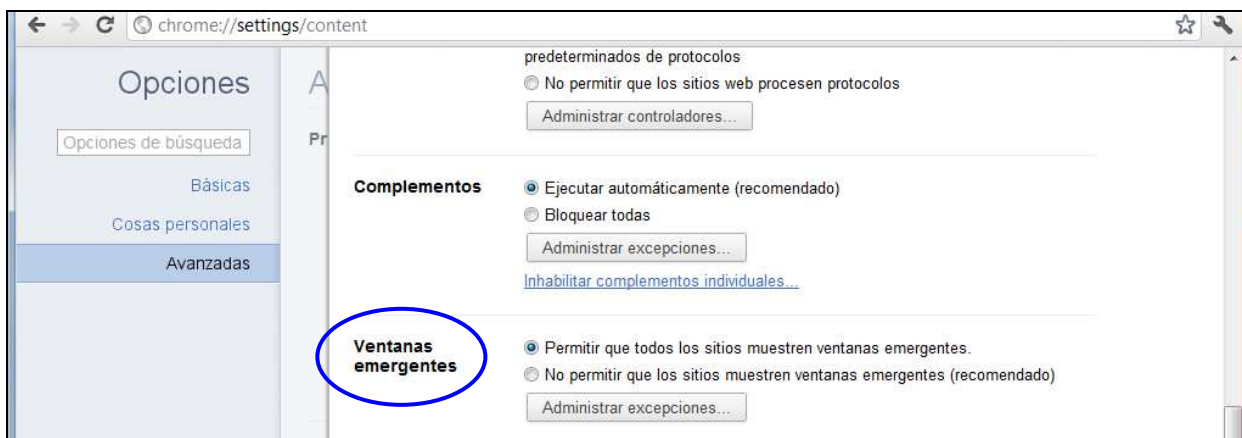 chrome://settings/content
Opciones
Opciones de búsqueda
Básicas
Cosas personales
Avanzadas
A
Pr
predeterminados de protocolos
No permitir que los sitios web procesen protocolos
Administrar controladores...
Complementos
Ejecutar automáticamente (recomendado)
Bloquear todas
Administrar excepciones...
Inhabilitar complementos individuales...
Ventanas
emergentes
Permitir que todos los sitios muestren ventanas emergentes.
No permitir que los sitios muestren ventanas emergentes (recomendado)
Administrar excepciones...